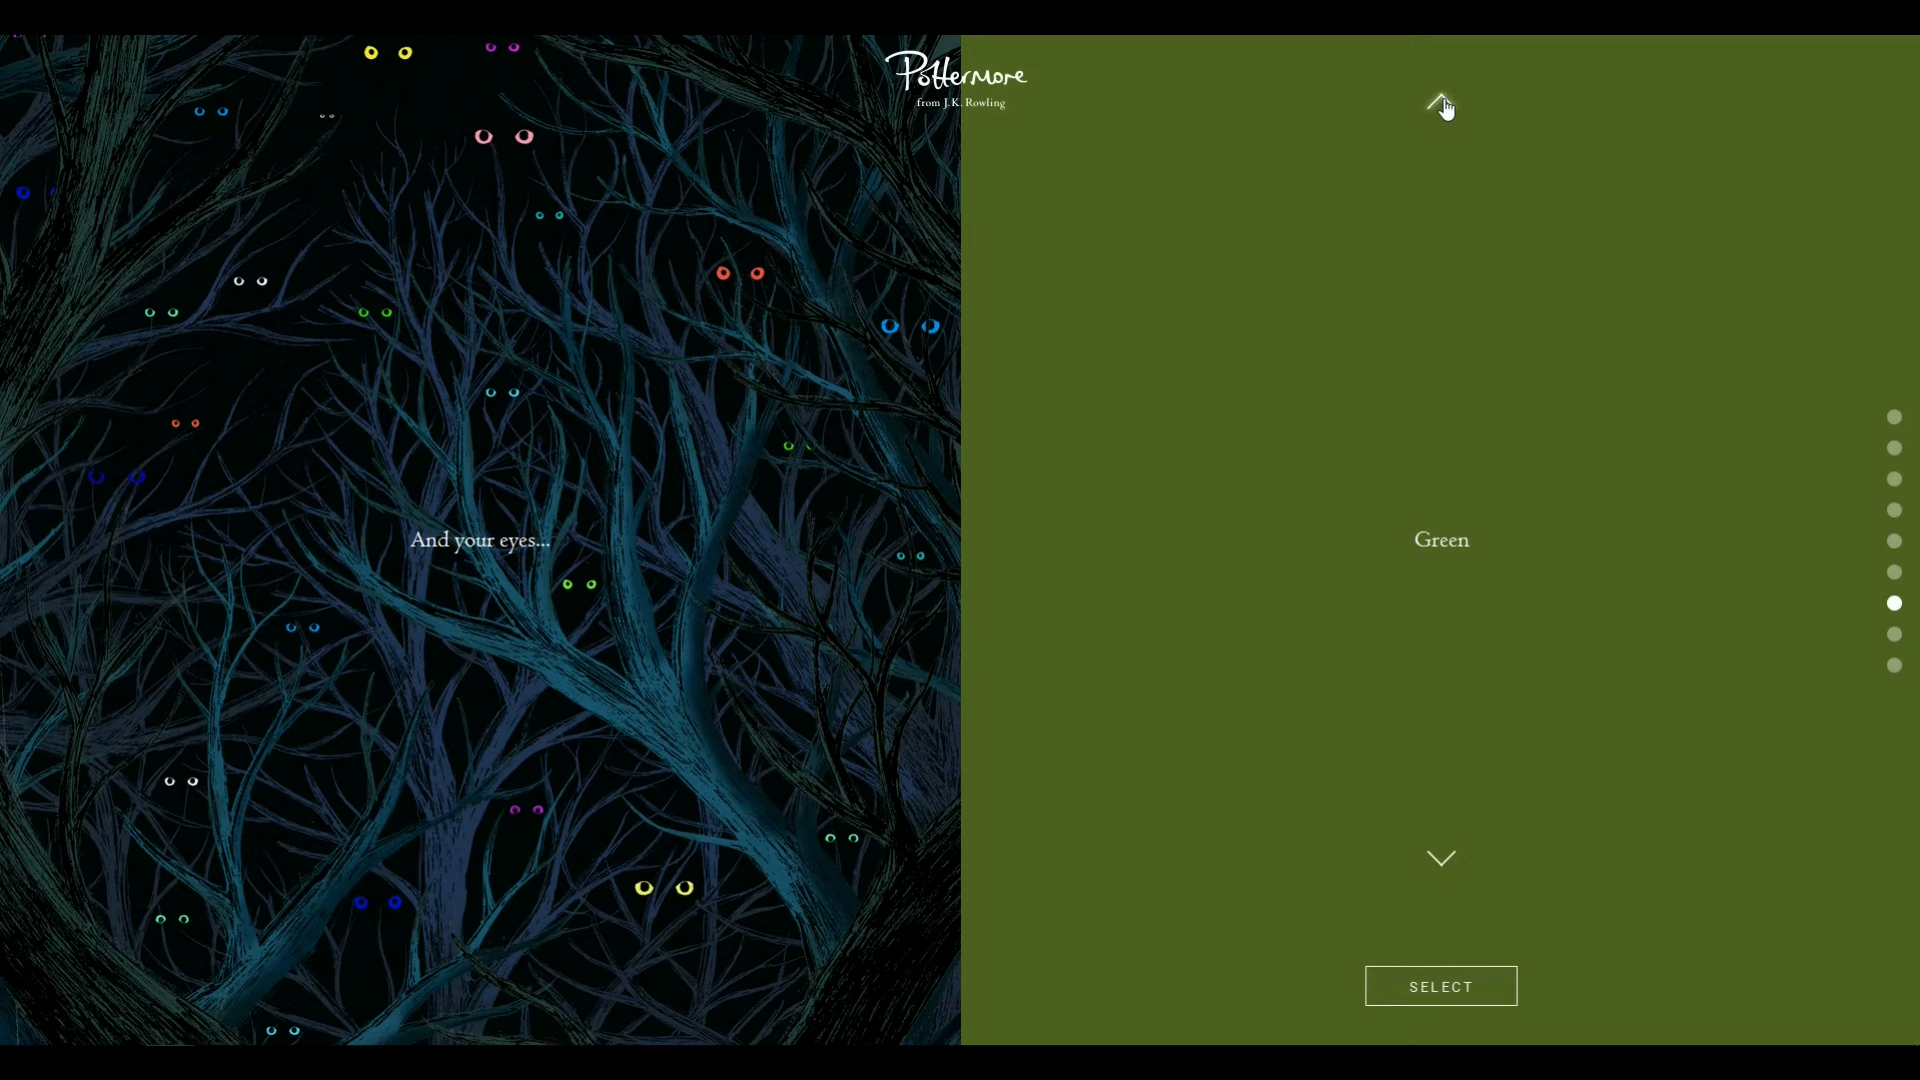 Pottermore
from J.K. Rowling
And your eyes...
Green
SELECT